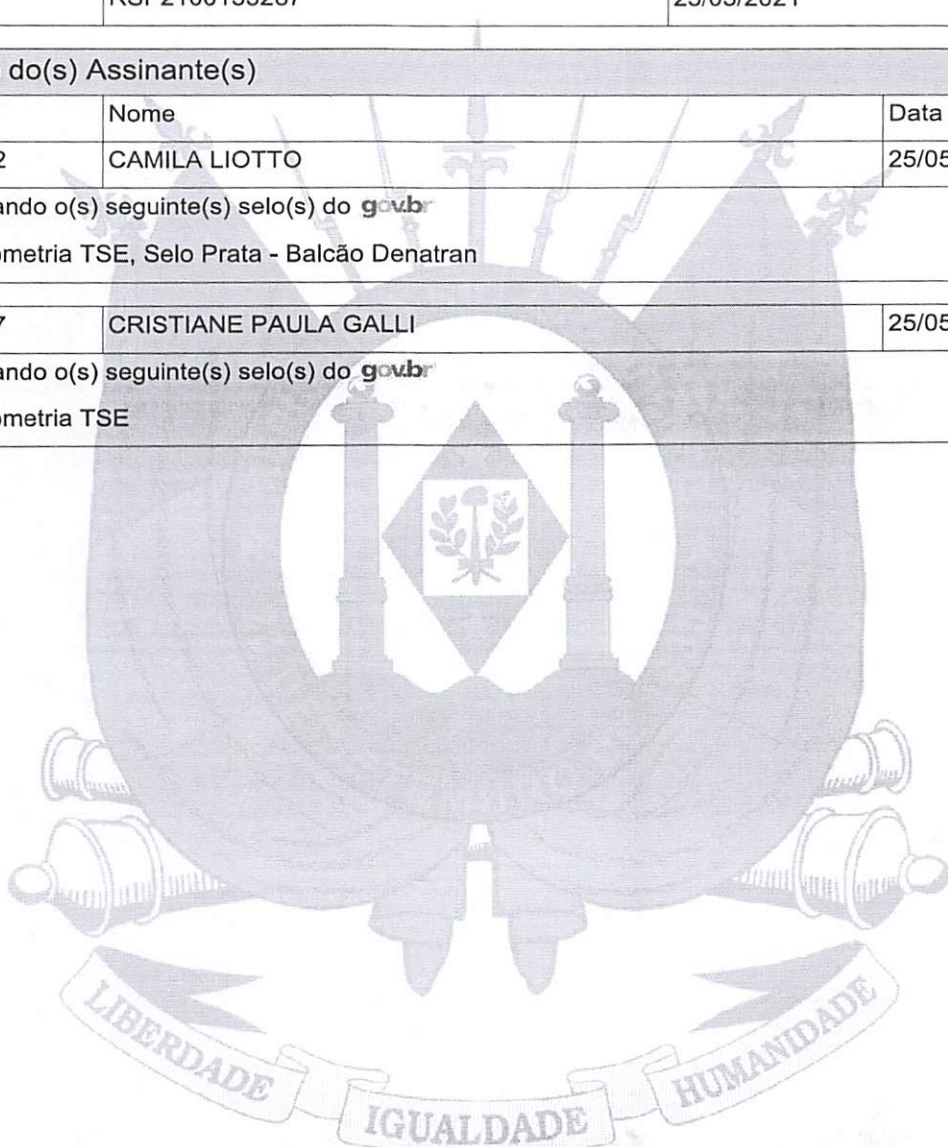 do(s) Assinante(s)
Nome Data
2 CAMILA LIOTTO 25/05
ando o(s) seguinte(s) selo(s) do gov.br
ometria TSE, Selo Prata - Balcão Denatran
7 CRISTIANE PAULA GALLI 25/05
ando o(s) seguinte(s) selo(s) do gov.br
ometria TSE
LIBERDADE
IGUALDADE
HUMANIDADE